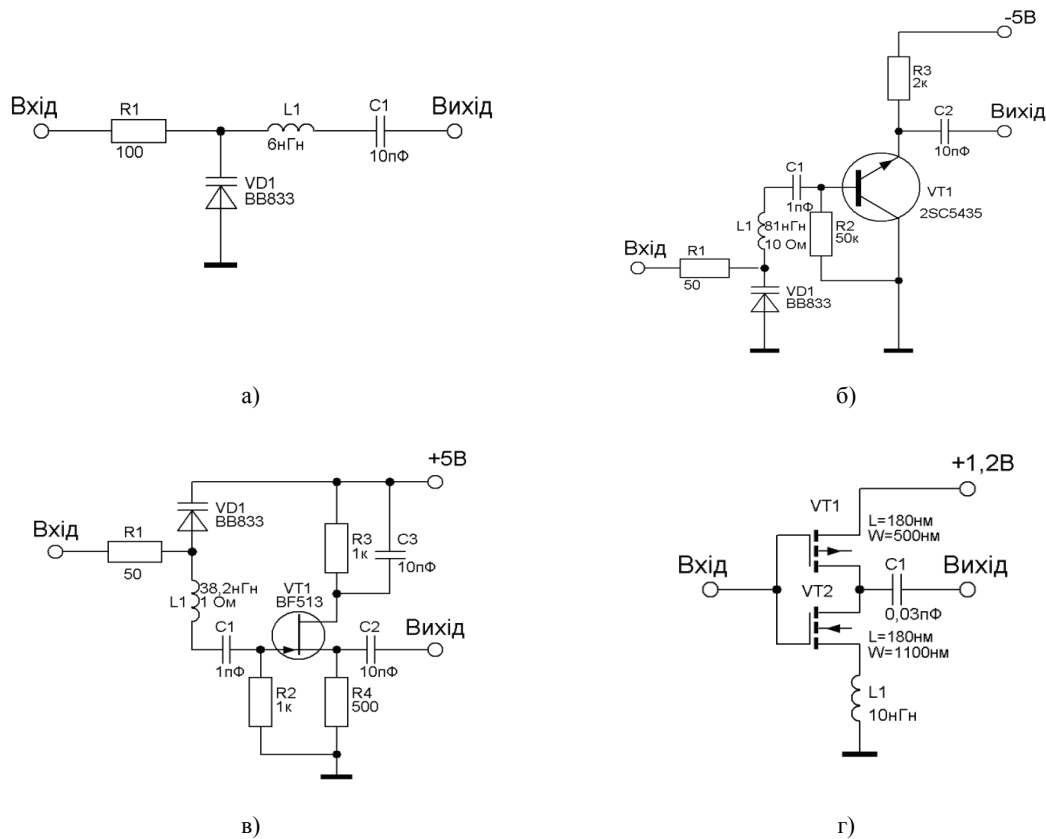 Вхід
R1
100
L1
6нГн
C1
10пФ
Вихід
VD1
BB833
а)
-5В
R3
2к
C2
10пФ
Вихід
VT1
2SC5435
C1
1пФ
R2
50к
L1
81нГн
10 Ом
Вхід
R1
50
VD1
BB833
б)
+5В
VD1
BB833
Вхід
R1
50
R3
1к
C3
10пФ
L1
38,2нГн
1 Ом
VT1
BF513
C1
1пФ
C2
10пФ
Вихід
R2
1к
R4
500
в)
+1,2В
VT1
L=180нм
W=500нм
Вхід
C1
0,03пФ
Вихід
VT2
L=180нм
W=1100нм
L1
10нГн
г)